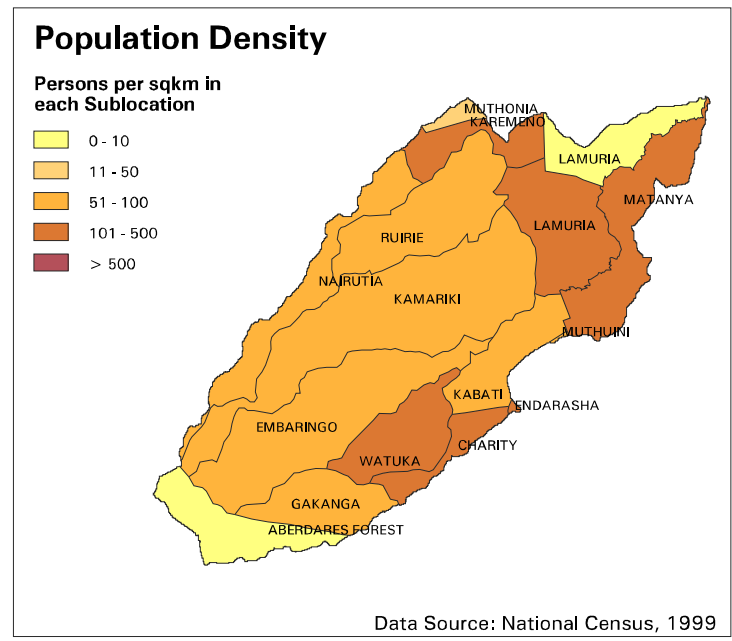 Population Density
Persons per sqkm in
each Sublocation
0 - 10
11 - 50
51 - 100
101 - 500
> 500
MUTHONIA
KAREMENO
LAMURIA
MATANYA
LAMURIA
RUIRIE
NAIRUTIA
KAMARIKI
MUTHUINI
KABATI
ENDARASHA
EMBARINGO
CHARITY
WATUKA
GAKANGA
ABERDARES FOREST
Data Source: National Census, 1999